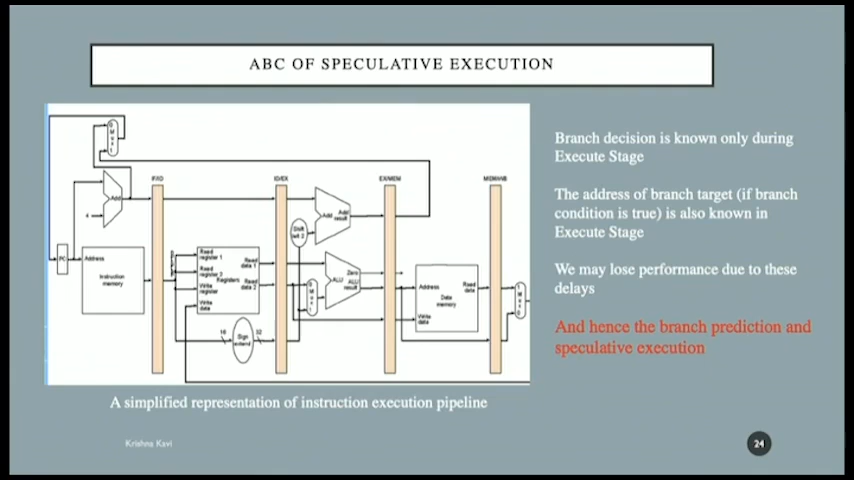 ABC OF SPECULATIVE EXECUTION
IF/ID
ID/EX
EX/MEM
MEM/WB
Add
4
PC
Address
Instruction
memory
Read
register 1
Read
register 2
Registers
Write
register
Write
data
Read
data 1
Read
data 2
16
Sign
extend
32
Shift
left 2
Add
Add
result
Zero
ALU
ALU
result
Address
Data
memory
Write
data
Read
data
Branch decision is known only during
Execute Stage
The address of branch target (if branch
condition is true) is also known in
Execute Stage
We may lose performance due to these
delays
And hence the branch prediction and
speculative execution
A simplified representation of instruction execution pipeline
Krishna Kavi
24